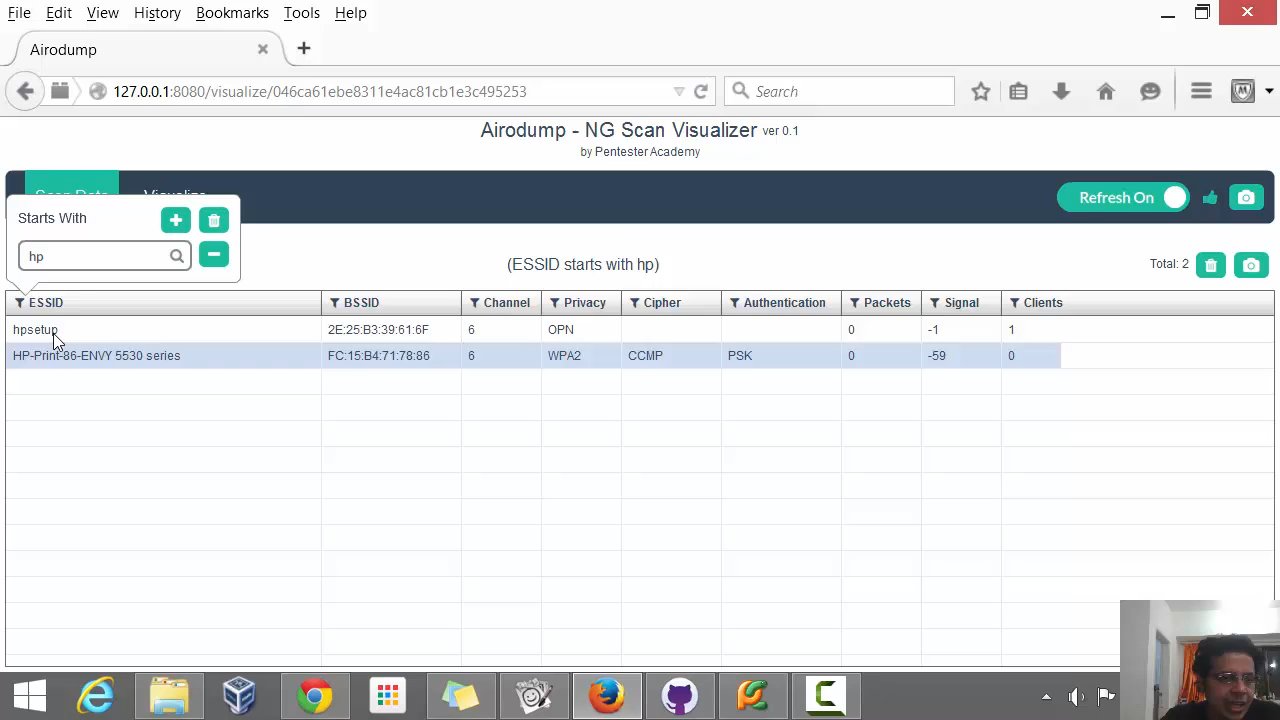 File Edit View History Bookmarks Tools Help
Airodump
127.0.0.1:8080/visualize/046ca61ebe8311e4ac81cb1e3c495253
Search
Airodump - NG Scan Visualizer ver 0.1
by Pentester Academy
Scan Data Visualize
Refresh On
Starts With
hp
(ESSID starts with hp)
Total: 2
ESSID BSSID Channel Privacy Cipher Authentication Packets Signal Clients
hpsetup 2E:25:B3:39:61:6F 6 OPN 0 -1 1
HP-Print-86-ENVY 5530 series FC:15:B4:71:78:86 6 WPA2 CCMP PSK 0 -59 0